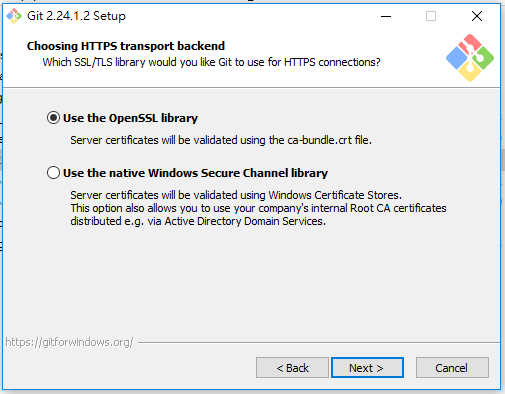 Git 2.24.1.2 Setup
Choosing HTTPS transport backend
Which SSL/TLS library would you like Git to use for HTTPS connections?
Use the OpenSSL library
Server certificates will be validated using the ca-bundle.crt file.
Use the native Windows Secure Channel library
Server certificates will be validated using Windows Certificate Stores.
This option also allows you to use your company's internal Root CA certificates
distributed e.g. via Active Directory Domain Services.
https://gitforwindows.org/
< Back Next > Cancel